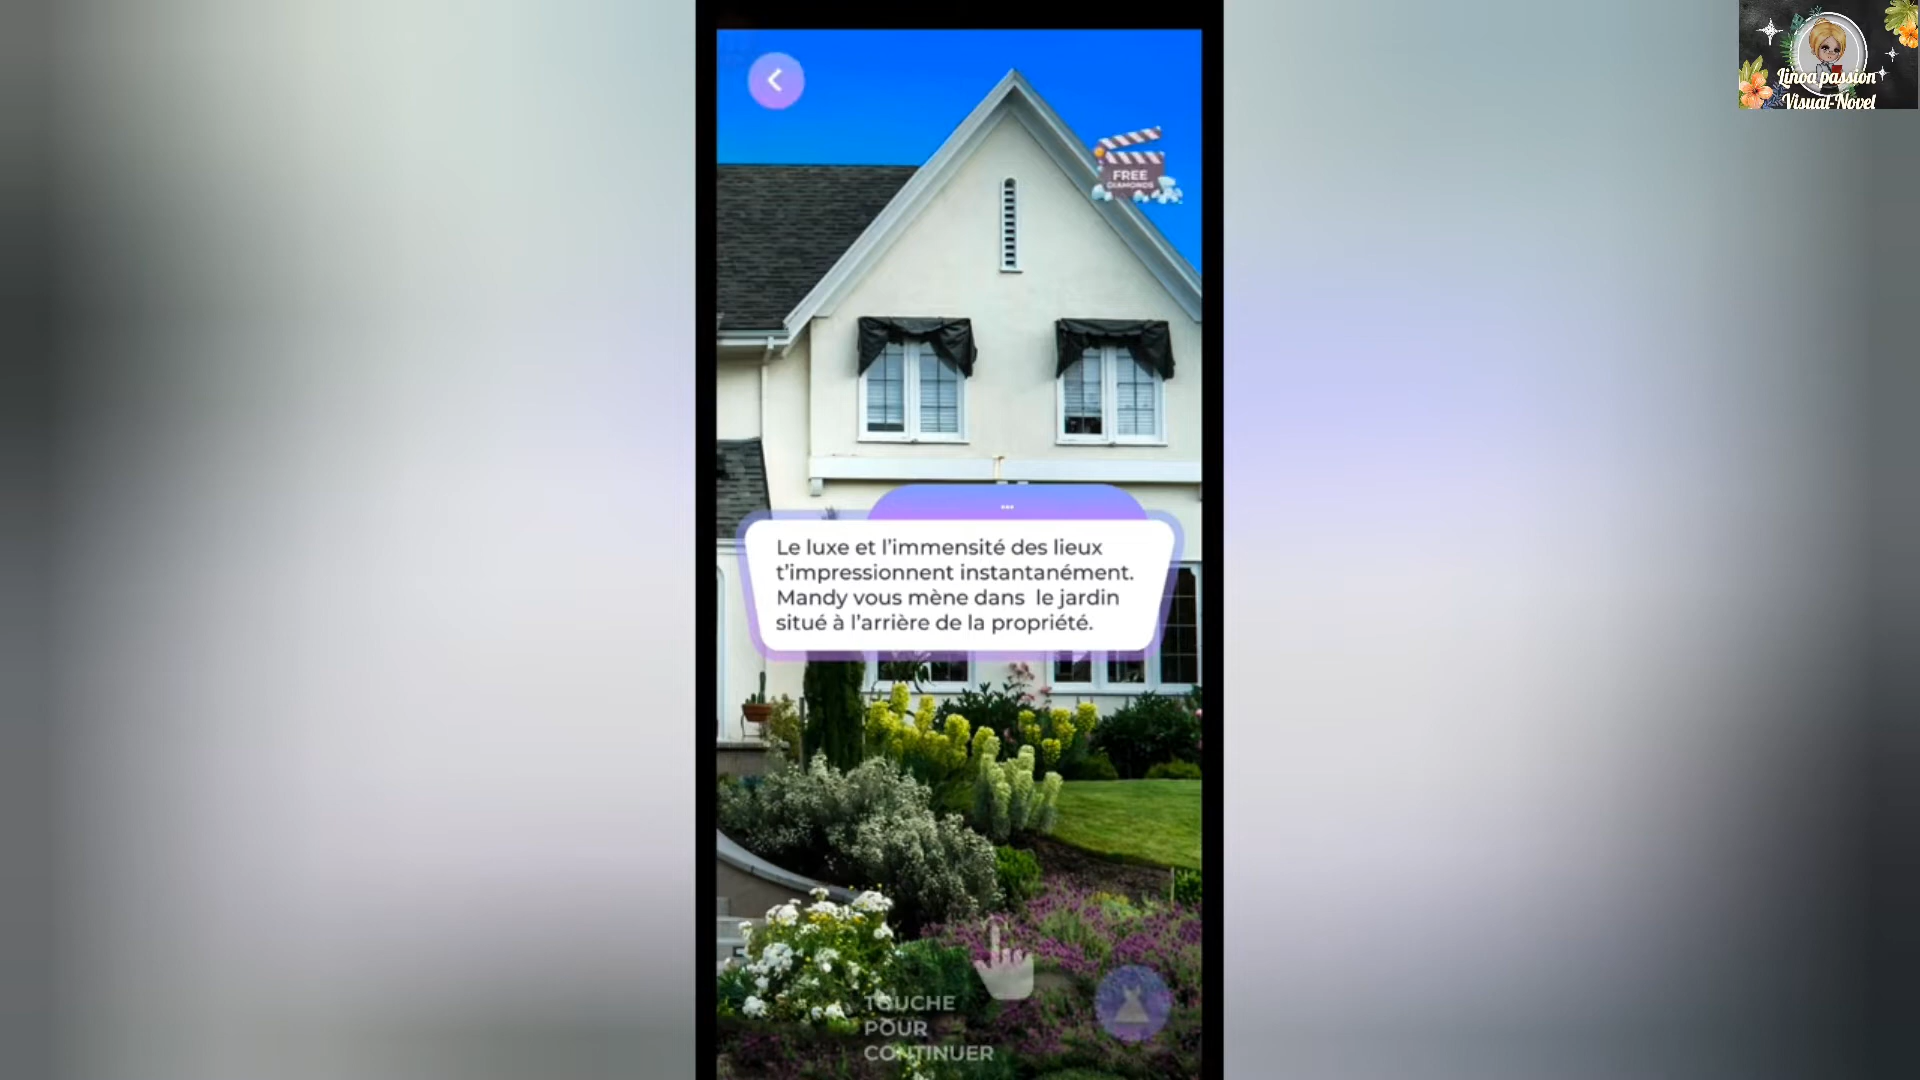 Linoa passion
Visual-Novel
FREE
DIAMONDS
...
Le luxe et l'immensité des lieux
t'impressionnent instantanément.
Mandy vous mène dans  le jardin
situé à l'arrière de la propriété.
TOUCHE
POUR
CONTINUER